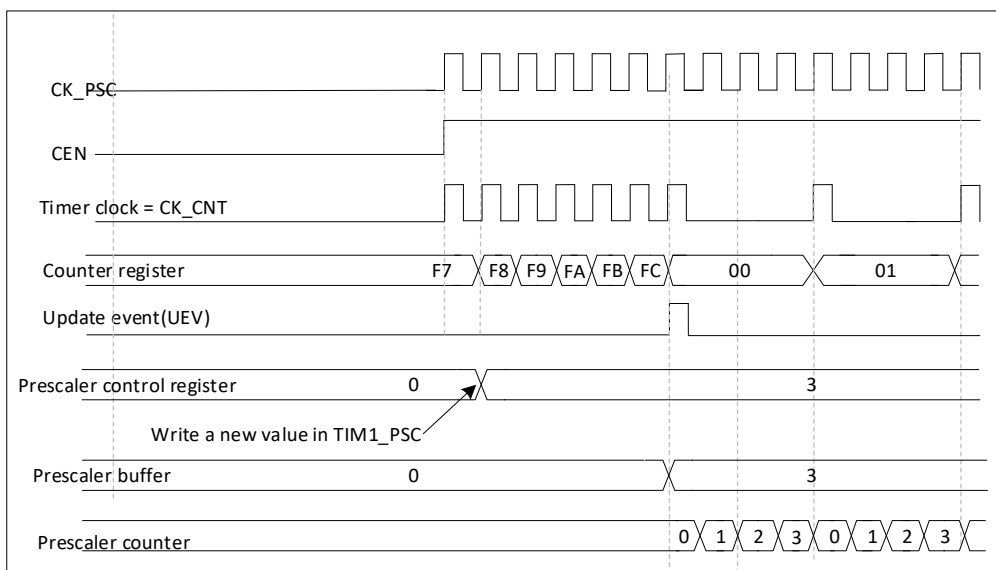 CK_PSC
CEN
Timer clock = CK_CNT
Counter register F7 F8 F9 FA FB FC 00 01
Update event(UEV)
Prescaler control register 0 3
Write a new value in TIM1_PSC
Prescaler buffer 0 3
Prescaler counter 0 1 2 3 0 1 2 3